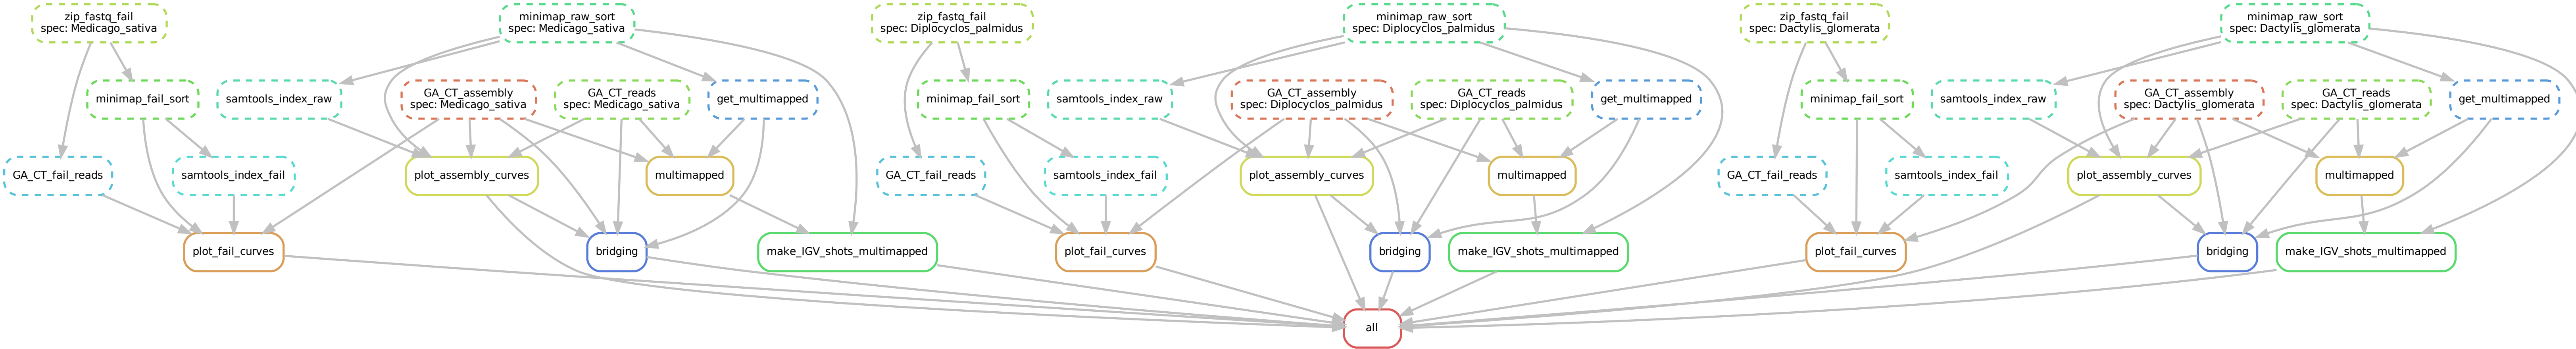 zip_fastq_fail
spec: Medicago_sativa
minimap_raw_sort
spec: Medicago_sativa
zip_fastq_fail
spec: Diplocyclos_palmidus
minimap_raw_sort
spec: Diplocyclos_palmidus
zip_fastq_fail
spec: Dactylis_glomerata
minimap_raw_sort
spec: Dactylis_glomerata
minimap_fail_sort
samtools_index_raw
GA_CT_assembly
spec: Medicago_sativa
GA_CT_reads
spec: Medicago_sativa
get_multimapped
minimap_fail_sort
samtools_index_raw
GA_CT_assembly
spec: Diplocyclos_palmidus
GA_CT_reads
spec: Diplocyclos_palmidus
get_multimapped
minimap_fail_sort
samtools_index_raw
GA_CT_assembly
spec: Dactylis_glomerata
GA_CT_reads
spec: Dactylis_glomerata
get_multimapped
GA_CT_fail_reads
samtools_index_fail
plot_assembly_curves
multimapped
GA_CT_fail_reads
samtools_index_fail
plot_assembly_curves
multimapped
GA_CT_fail_reads
samtools_index_fail
plot_assembly_curves
multimapped
plot_fail_curves
bridging
make_IGV_shots_multimapped
plot_fail_curves
bridging
make_IGV_shots_multimapped
plot_fail_curves
bridging
make_IGV_shots_multimapped
all